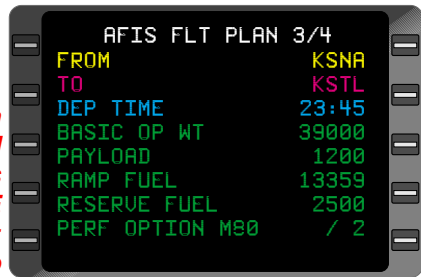 AFIS FLT PLAN 3/4
FROM KSNA
TO KSTL
DEP TIME 23:45
BASIC OP WT 39000
PAYLOAD 1200
RAMP FUEL 13359
RESERVE FUEL 2500
PERF OPTION M80 / 2